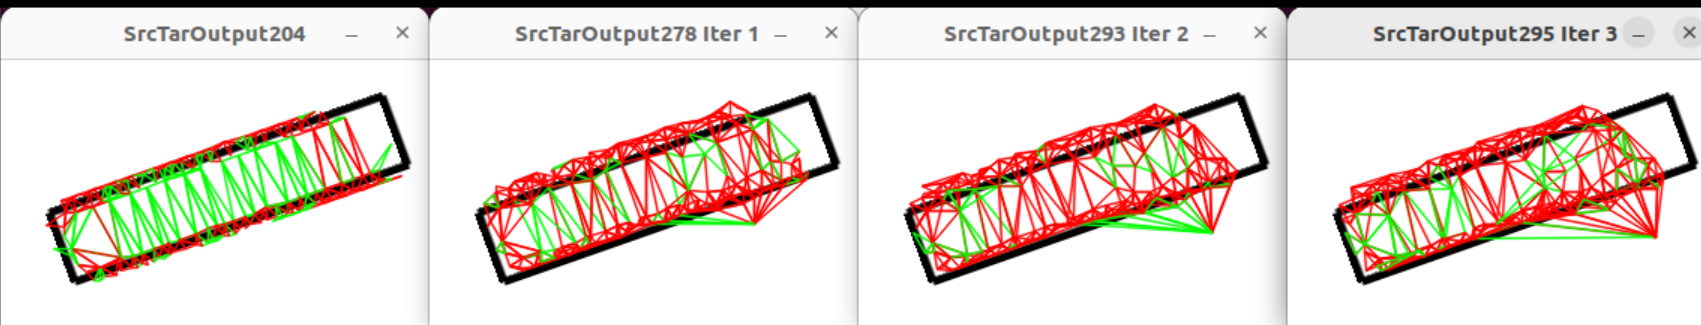 SrcTarOutput204
SrcTarOutput278 Iter 1
SrcTarOutput293 Iter 2
SrcTarOutput295 Iter 3